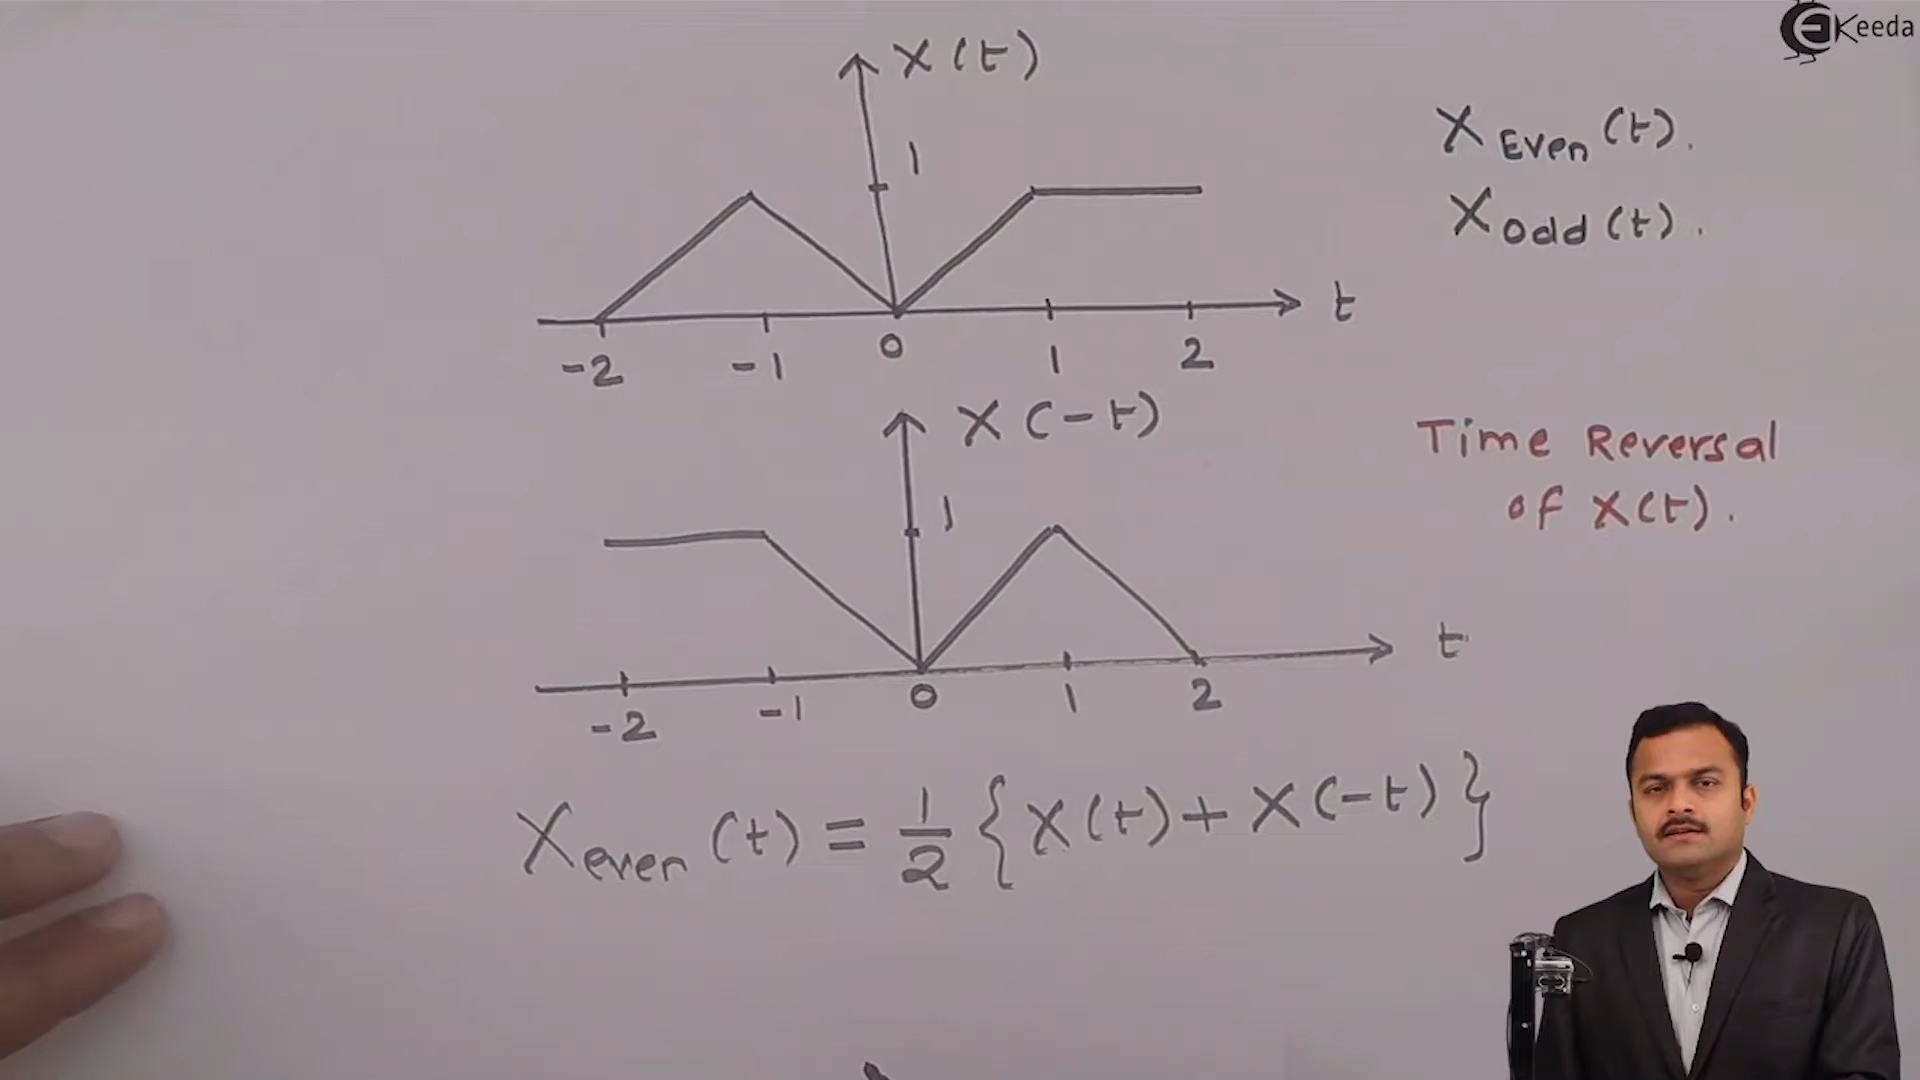 Ekeeda
X(t)
1
-2 -1 0 1 2 t
X Even (t).
X Odd (t).
X(-t)
1
-2 -1 0 1 2 t
Time Reversal
of X(t).
X even (t) = 1/2 {X(t) + X(-t)}